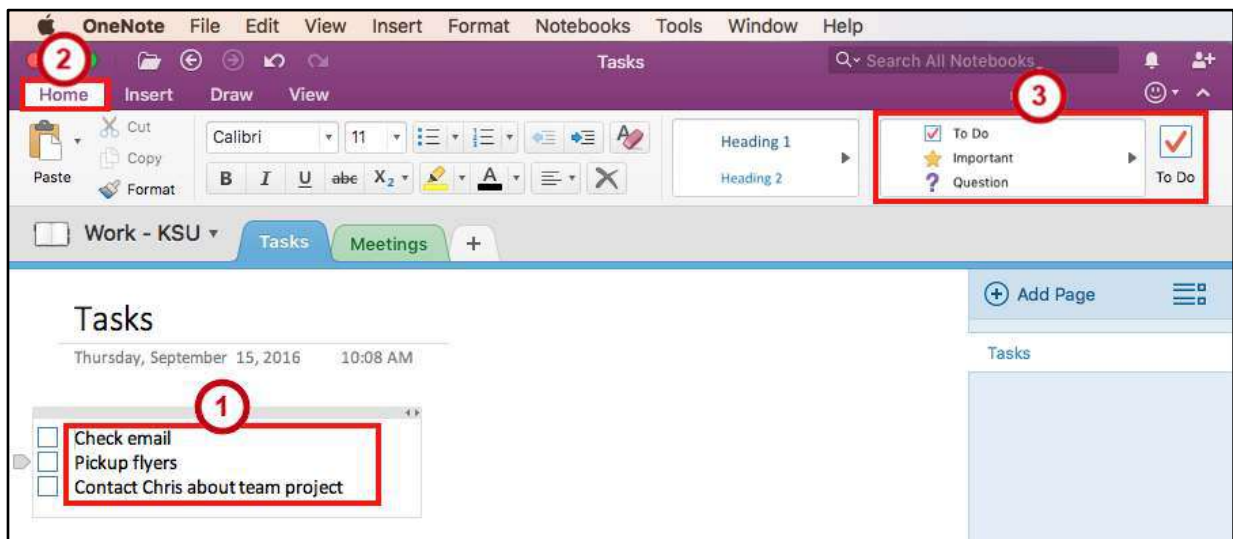 OneNote File Edit View Insert Format Notebooks Tools Window Help
2
Tasks
Search All Notebooks
Home Insert Draw View
3
Cut
Copy
Format
Paste
Calibri 11
B I U abc X2 A
Heading 1
Heading 2
To Do
Important
Question
To Do
Work - KSU
Tasks
Meetings
+
Add Page
Tasks
Tasks
Thursday, September 15, 2016 10:08 AM
1
Check email
Pickup flyers
Contact Chris about team project